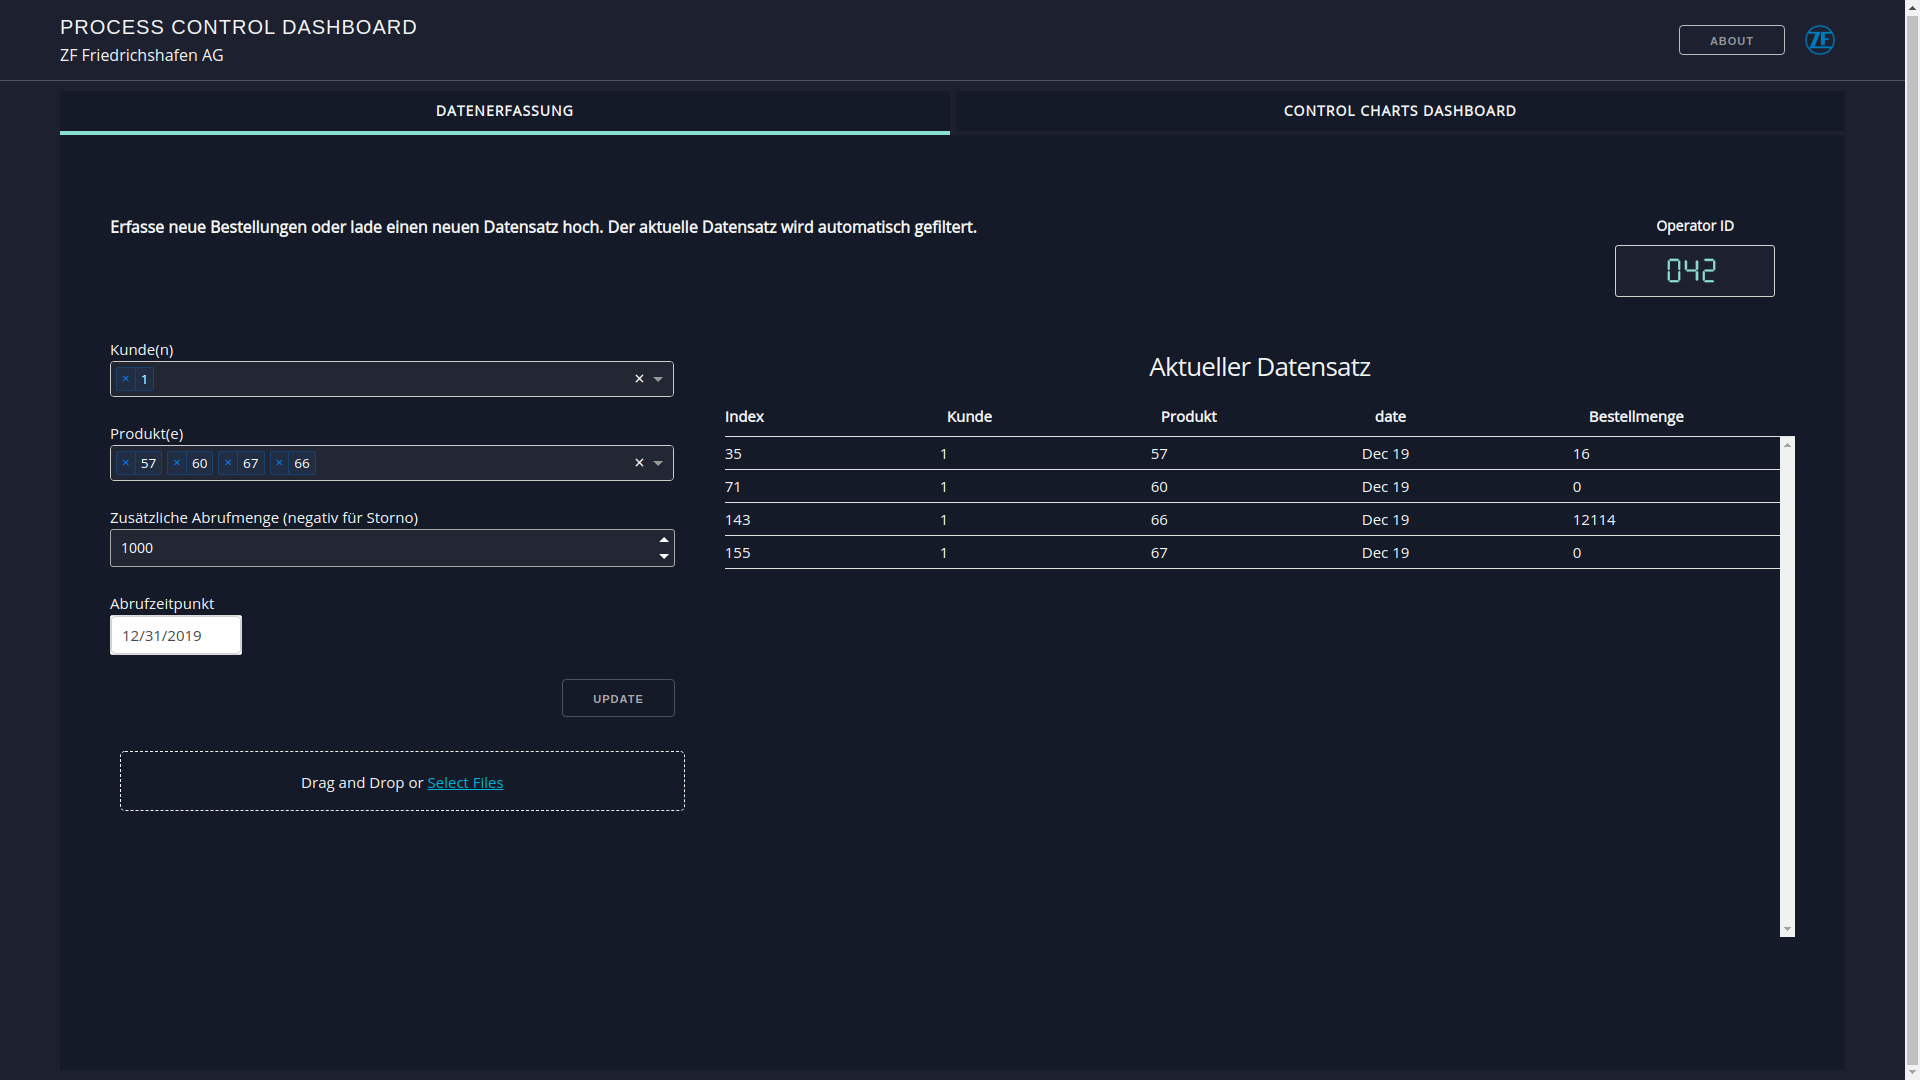 PROCESS CONTROL DASHBOARD
ZF Friedrichshafen AG
ABOUT
ZF
DATENERFASSUNG
CONTROL CHARTS DASHBOARD
Erfasse neue Bestellungen oder lade einen neuen Datensatz hoch. Der aktuelle Datensatz wird automatisch gefiltert.
Operator ID
042
Kunde(n)
× 1 ×
Produkt(e)
× 57 × 60 × 67 × 66 ×
Zusätzliche Abrufmenge (negativ für Storno)
1000
Abrufzeitpunkt
12/31/2019
UPDATE
Drag and Drop or Select Files
Aktueller Datensatz
Index Kunde Produkt date Bestellmenge
35 1 57 Dec 19 16
71 1 60 Dec 19 0
143 1 66 Dec 19 12114
155 1 67 Dec 19 0